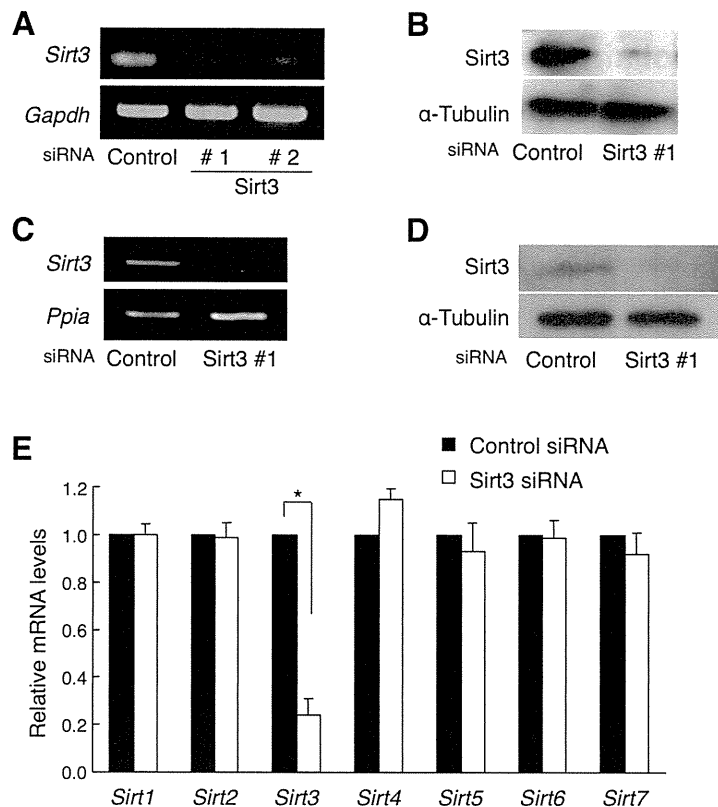 A
Sirt3
Gapdh
siRNA Control # 1 # 2
Sirt3
B
Sirt3
α-Tubulin
siRNA Control Sirt3 #1
C
Sirt3
Ppia
siRNA Control Sirt3 #1
D
Sirt3
α-Tubulin
siRNA Control Sirt3 #1
E
Control siRNA
Sirt3 siRNA
Relative mRNA levels
1.2
1.0
0.8
0.6
0.4
0.2
0.0
*
Sirt1 Sirt2 Sirt3 Sirt4 Sirt5 Sirt6 Sirt7